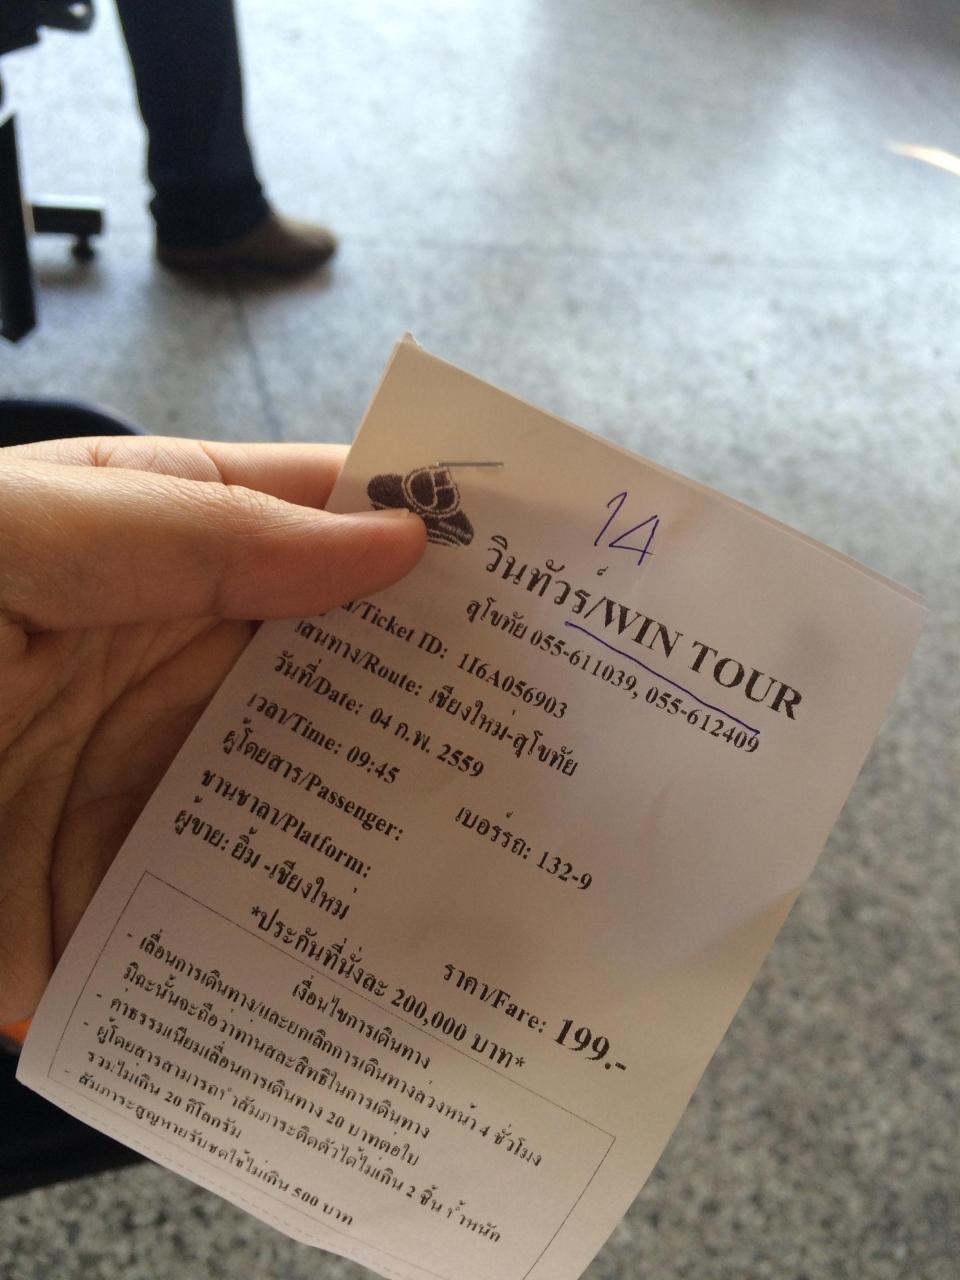 14
วินทัวร์/WIN TOUR
สุโขทัย 055-611039, 055-612409
/Ticket ID: 1I6A056903
เส้นทาง/Route: เชียงใหม่-สุโขทัย
วันที่/Date: 04 ก.พ. 2559
เวลา/Time: 09:45 เบอร์รถ: 132-9
ผู้โดยสาร/Passenger:
ชานชาลา/Platform:
ผู้ขาย: ยิ้ม -เชียงใหม่ ราคา/Fare: 199.-
*ประกันที่นั่งละ 200,000 บาท*
เงื่อนไขการเดินทาง
- เลื่อนการเดินทาง/และยกเลิกการเดินทางล่วงหน้า 4 ชั่วโมง
มิฉะนั้นจะถือว่าท่านสละสิทธิในการเดินทาง
- ค่าธรรมเนียมเลื่อนการเดินทาง 20 บาทต่อใบ
- ผู้โดยสารสามารถนำสัมภาระติดตัวได้ไม่เกิน 2 ชิ้น น้ำหนัก
รวมไม่เกิน 20 กิโลกรัม
- สัมภาระสูญหายรับชดใช้ไม่เกิน 500 บาท